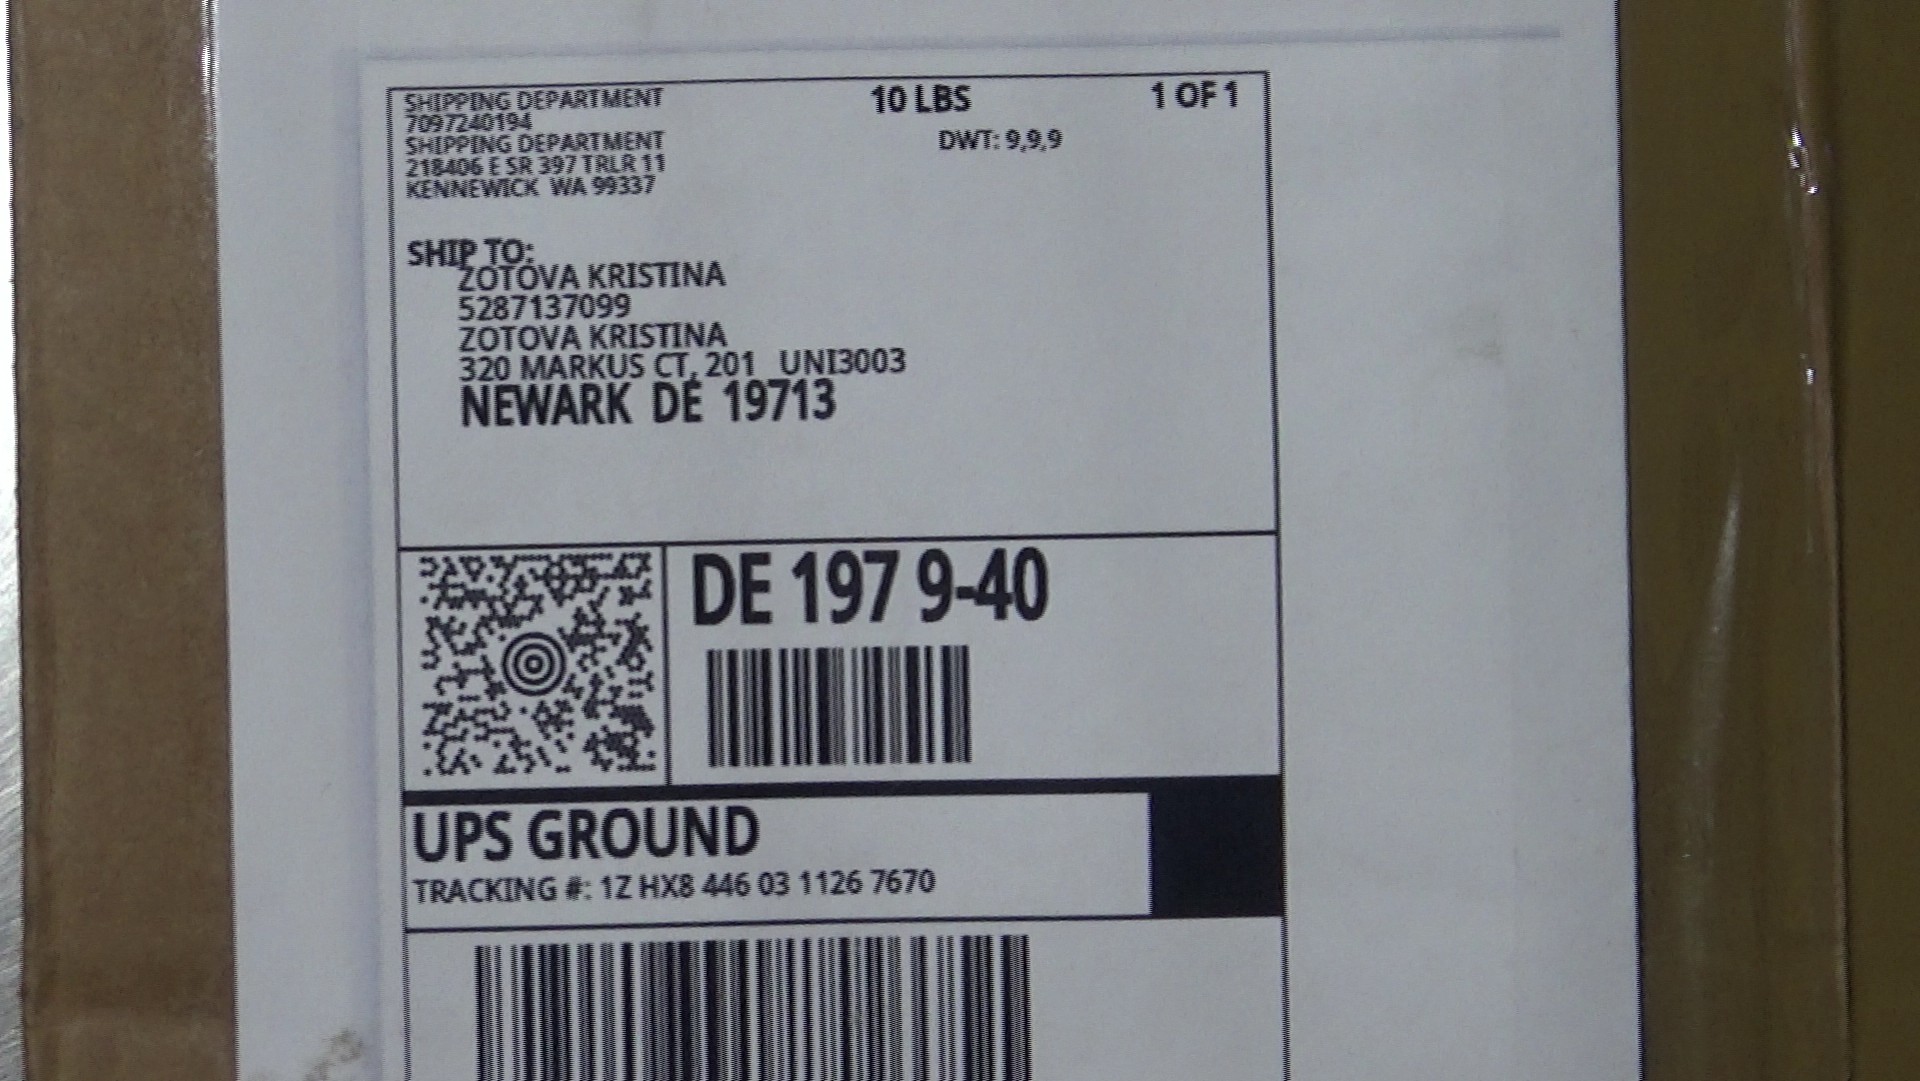 SHIPPING DEPARTMENT
7097240194
SHIPPING DEPARTMENT
218406 E SR 397 TRLR 11
KENNEWICK WA 99337
10 LBS
1 OF 1
DWT: 9,9,9
SHIP TO:
ZOTOVA KRISTINA
5287137099
ZOTOVA KRISTINA
320 MARKUS CT, 201 UNI3003
NEWARK DE 19713
DE 197 9-40
UPS GROUND
TRACKING #: 1Z HX8 446 03 1126 7670